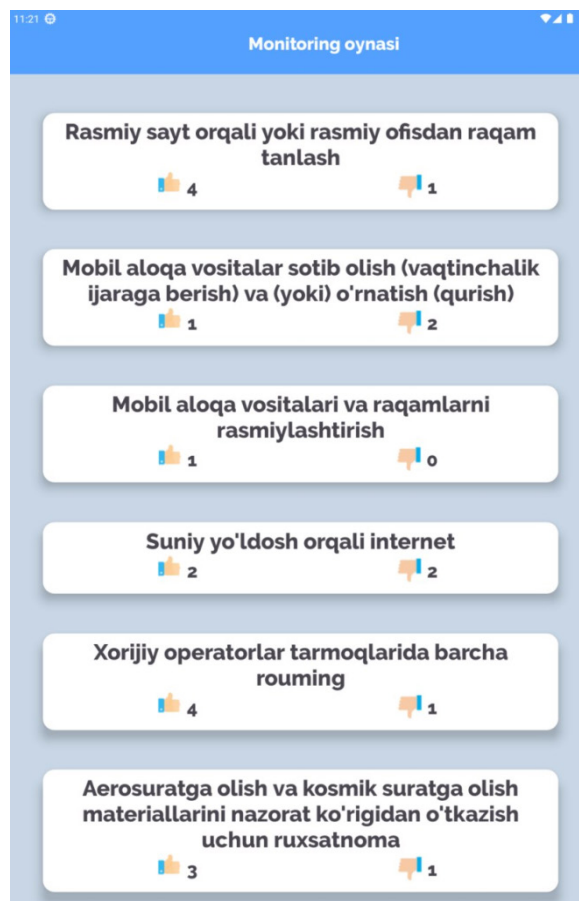 11:21
Monitoring oynasi
Rasmiy sayt orqali yoki rasmiy ofisdan raqam
tanlash
4 1
Mobil aloqa vositalar sotib olish (vaqtinchalik
ijaraga berish) va (yoki) o'rnatish (qurish)
1 2
Mobil aloqa vositalari va raqamlarni
rasmiylashtirish
1 0
Suniy yo'ldosh orqali internet
2 2
Xorijiy operatorlar tarmoqlarida barcha
rouming
4 1
Aerosuratga olish va kosmik suratga olish
materiallarini nazorat ko'rigidan o'tkazish
uchun ruxsatnoma
3 1